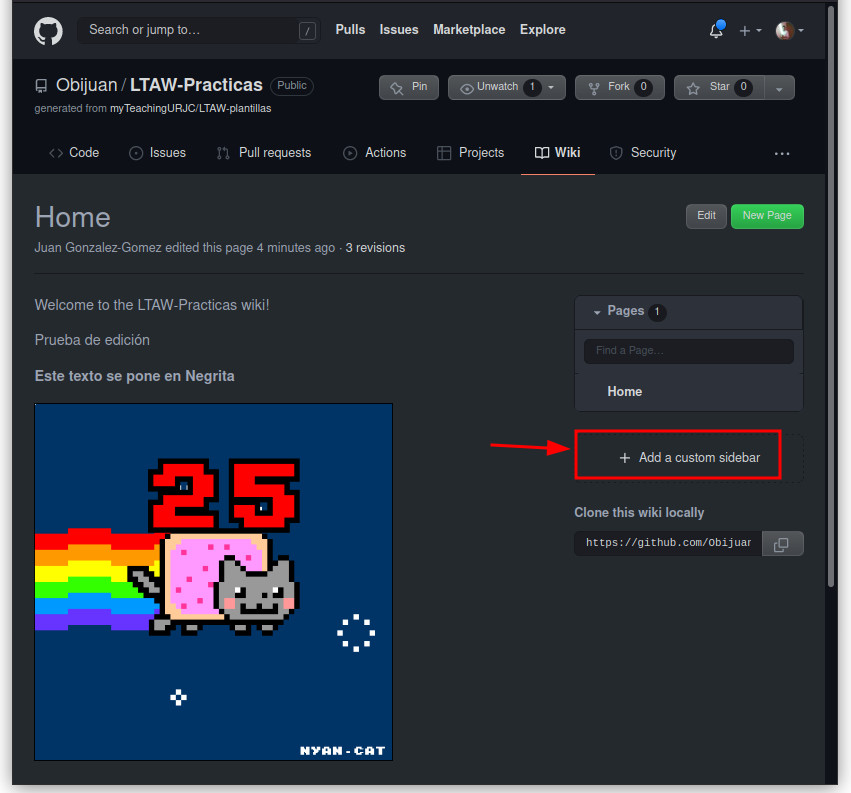 Search or jump to… /
Pulls Issues Marketplace Explore
Obijuan / LTAW-Practicas Public
generated from myTeachingURJC/LTAW-plantillas
Pin Unwatch 1 Fork 0 Star 0
Code Issues Pull requests Actions Projects Wiki Security ...
Home
Edit New Page
Juan Gonzalez-Gomez edited this page 4 minutes ago · 3 revisions
Welcome to the LTAW-Practicas wiki!
Prueba de edición
Este texto se pone en Negrita
25
NYAN-CAT
Pages 1
Find a Page…
Home
+ Add a custom sidebar
Clone this wiki locally
https://github.com/Obijuan